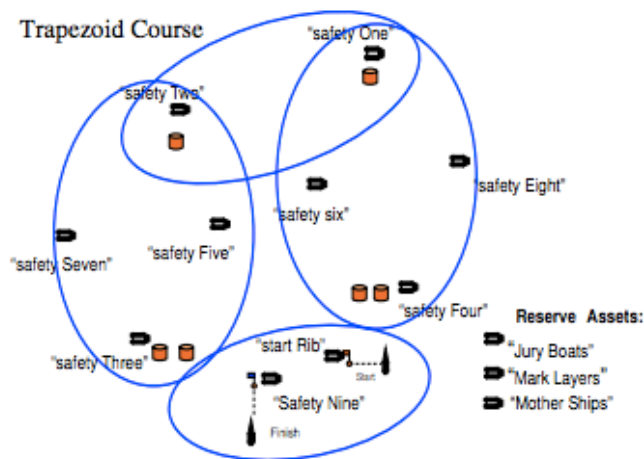 Trapezoid Course
"safety One"
"safety Two"
"safety Eight"
"safety six"
"safety Five"
"safety Seven"
"safety Four"
Reserve Assets:
"start Rib"
"safety Three"
Start
"Jury Boats"
"Mark Layers"
"Safety Nine"
"Mother Ships"
Finish